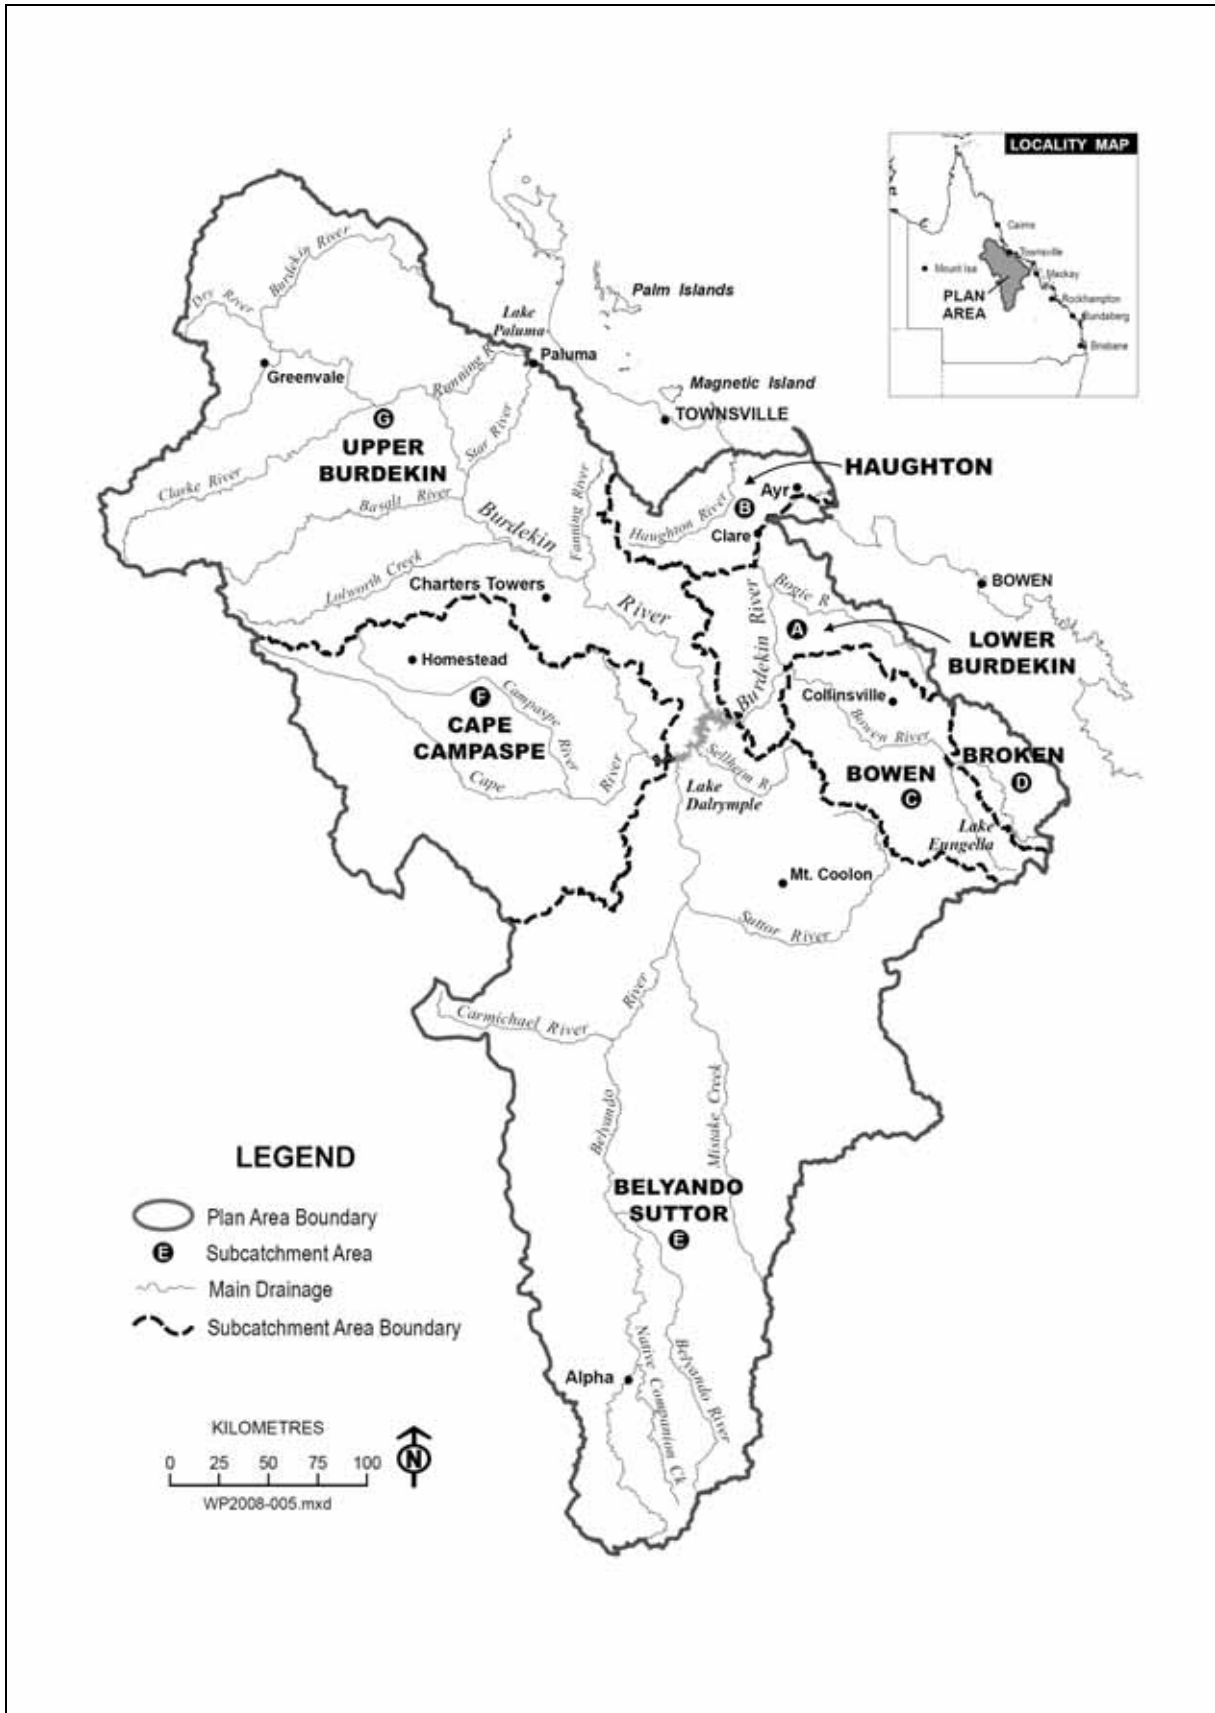 LOCALITY MAP
Cairns
Townsville
Mount Isa
Mackay
PLAN
AREA
Rockhampton
Bundaberg
Brisbane
Burdekin River
Dry River
Lake
Paluma
Palm Islands
Paluma
Greenvale
Running R
Magnetic Island
TOWNSVILLE
G
UPPER
BURDEKIN
Star River
HAUGHTON
Clarke River
Basalt River
Fanning River
Ayr
B
Haughton River
Clare
Burdekin
Lolworth Creek
Charters Towers
River
Bogie R
BOWEN
A
Burdekin River
LOWER
BURDEKIN
Homestead
F
Campaspe
River
CAPE
CAMPASPE
Cape
River
Collinsville
Bowen River
Sellheim R
Lake
Dalrymple
BOWEN
C
BROKEN
D
Lake
Eungella
Mt. Coolon
Suttor River
River
Carmichael River
Belyando
Mistake Creek
BELYANDO
SUTTOR
E
Native Companion Ck
Belyando River
Alpha
LEGEND
Plan Area Boundary
E Subcatchment Area
Main Drainage
Subcatchment Area Boundary
KILOMETRES
0 25 50 75 100
N
WP2008-005.mxd